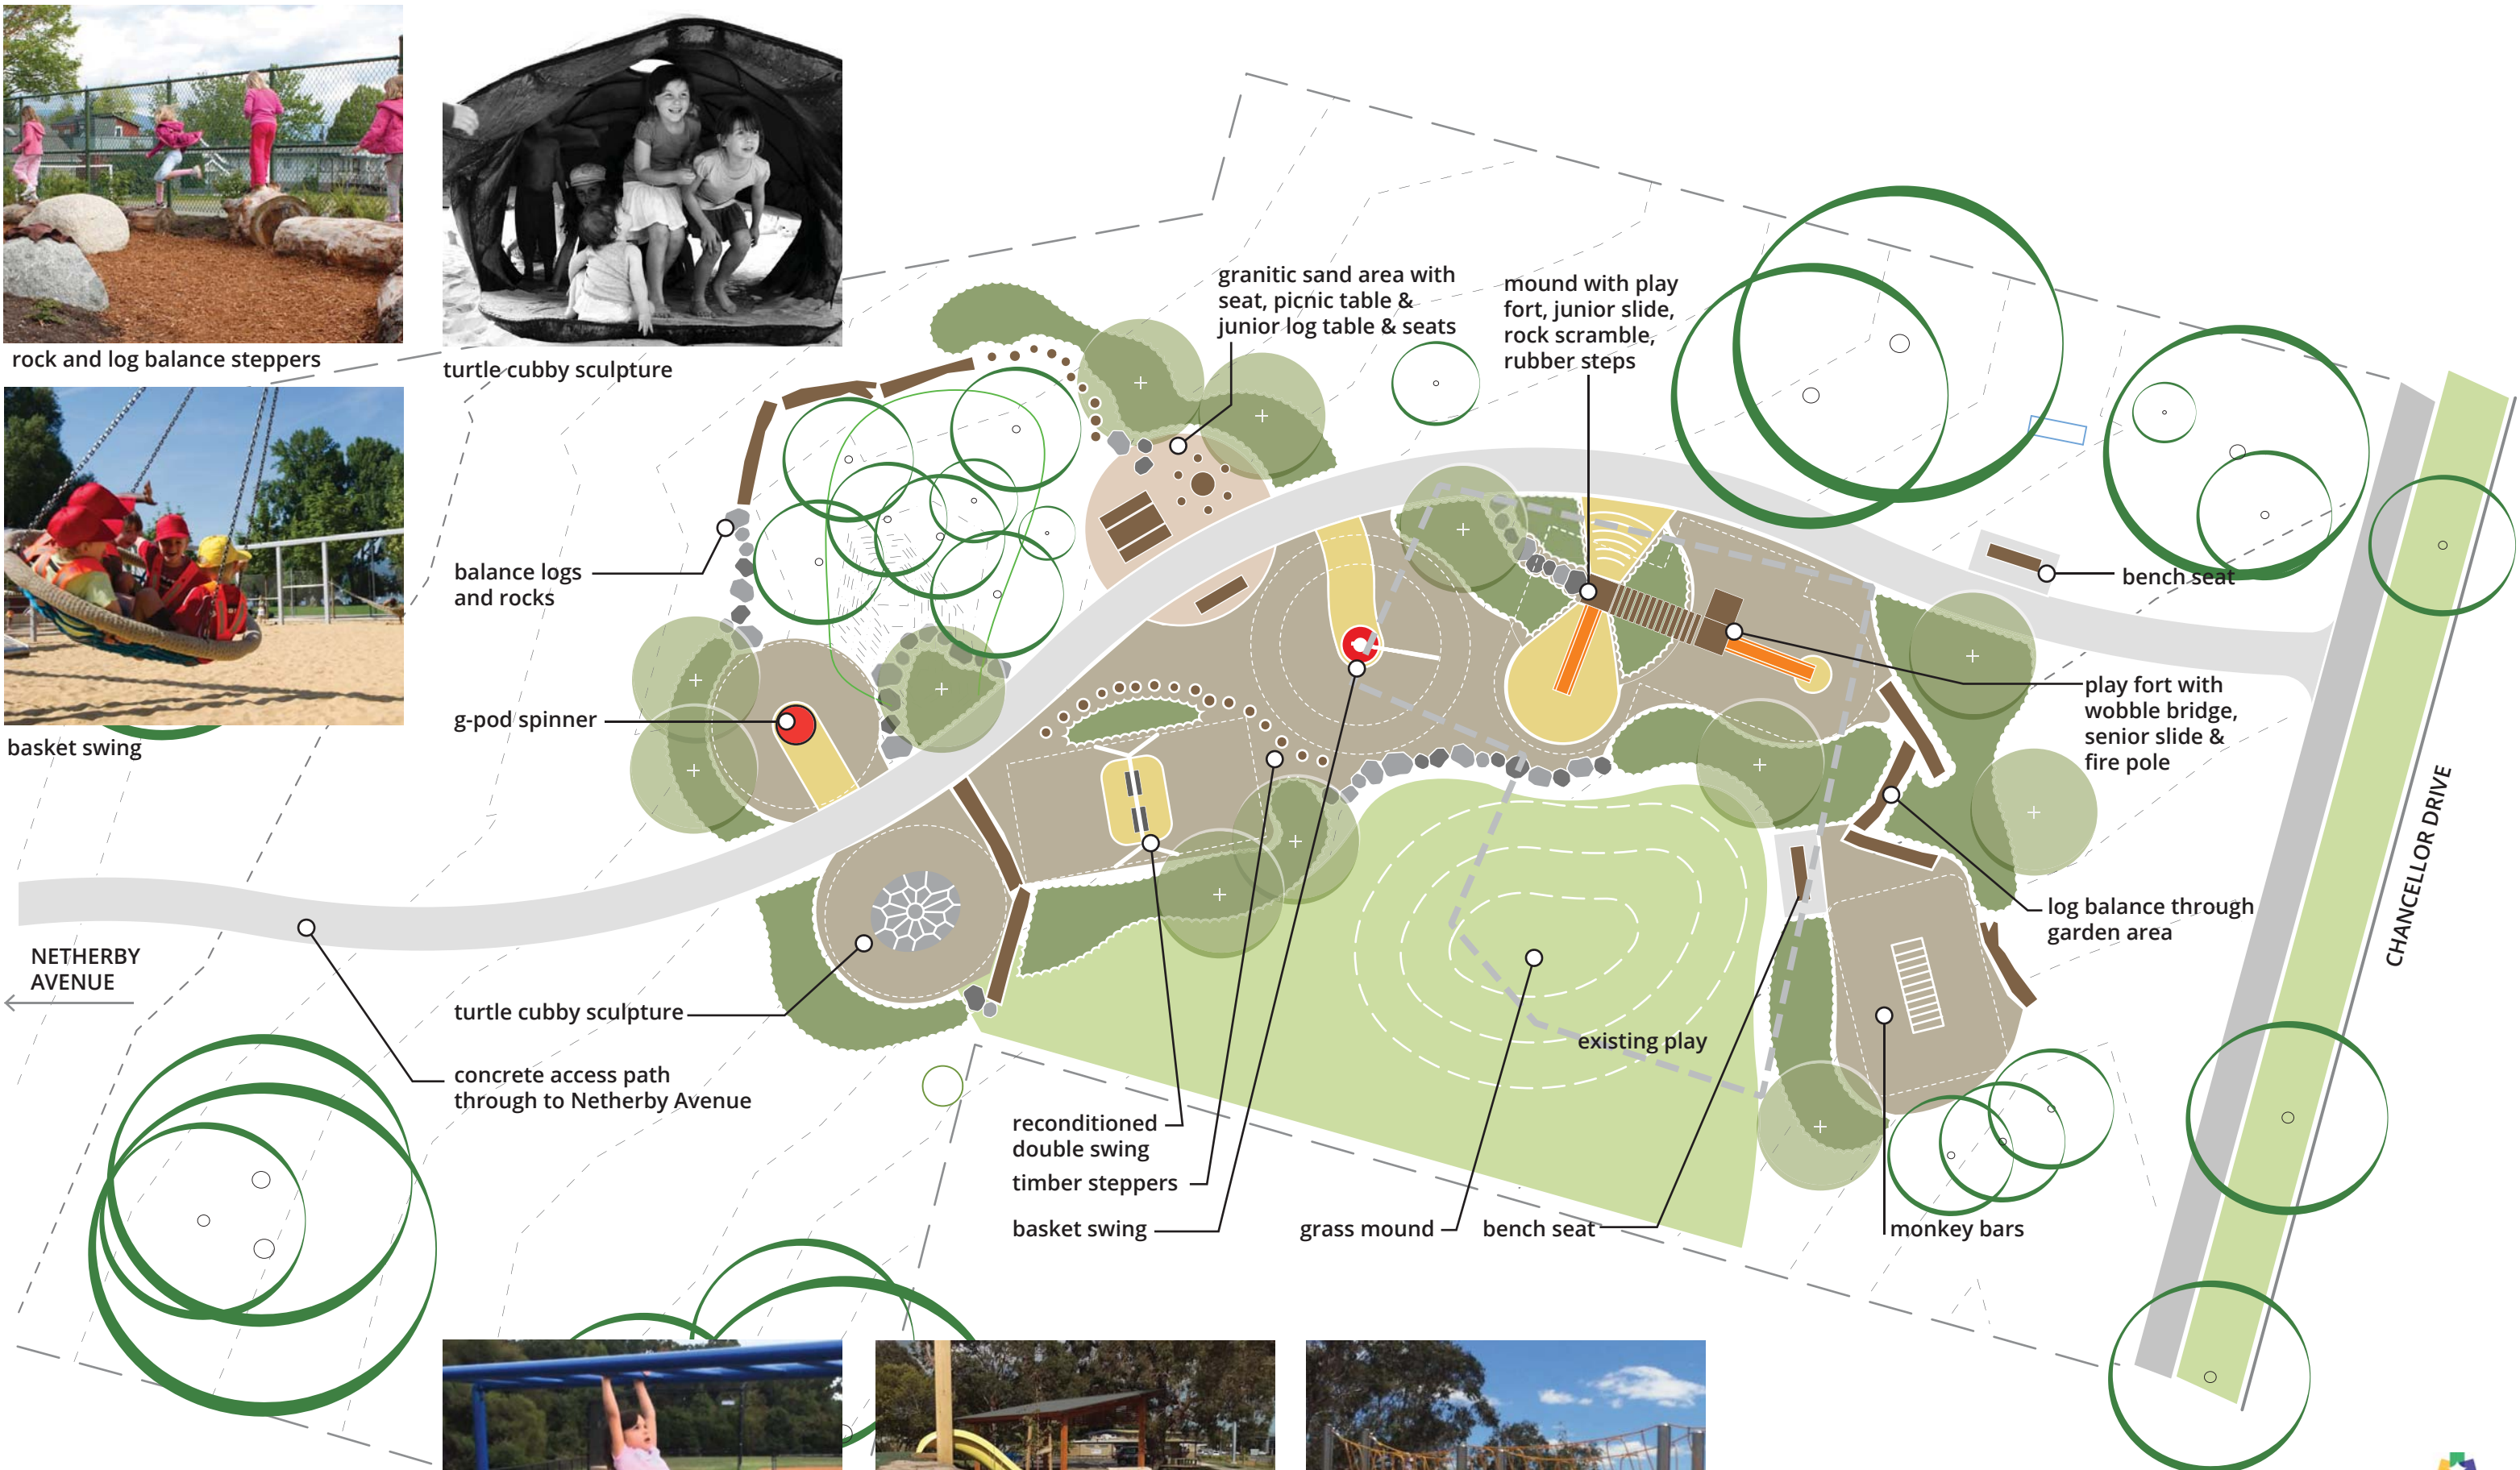 rock and log balance steppers
turtle cubby sculpture
basket swing
granitic sand area with
seat, picnic table &
junior log table & seats
mound with play
fort, junior slide,
rock scramble,
rubber steps
balance logs
and rocks
bench seat
g-pod spinner
play fort with
wobble bridge,
senior slide &
fire pole
CHANCELLOR DRIVE
log balance through
garden area
NETHERBY
AVENUE
turtle cubby sculpture
existing play
concrete access path
through to Netherby Avenue
reconditioned
double swing
timber steppers
basket swing
grass mound
bench seat
monkey bars